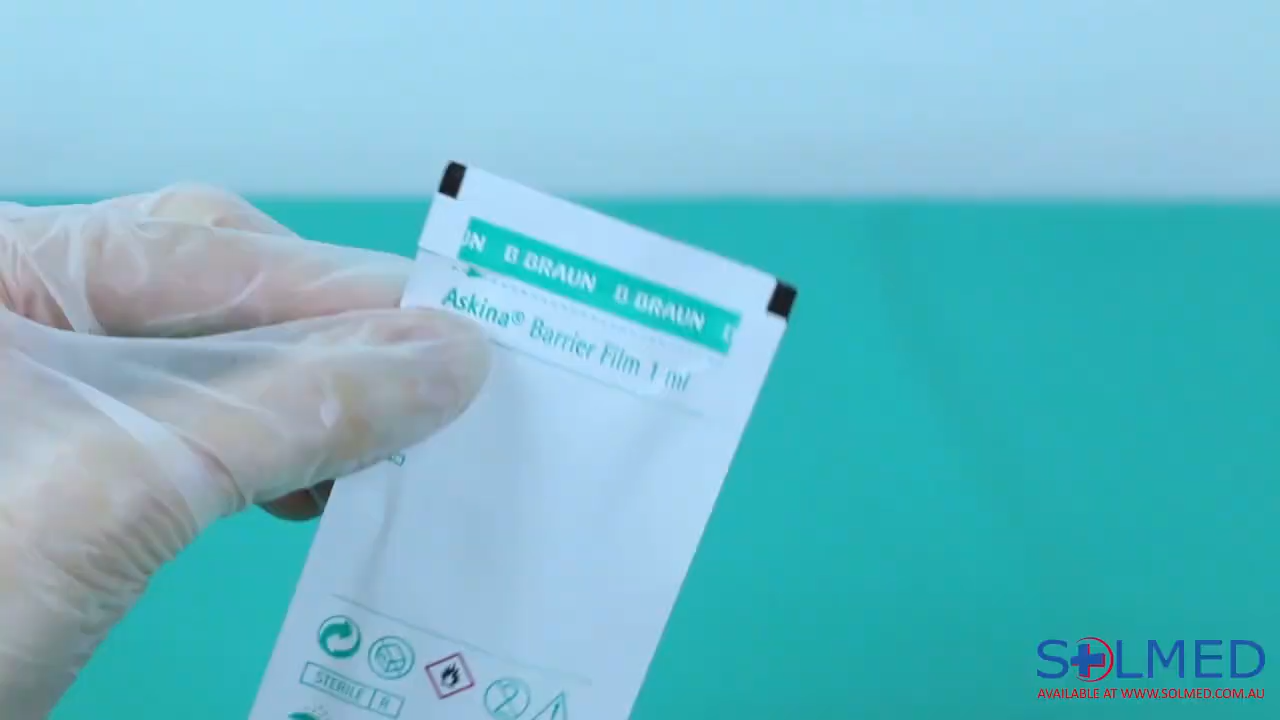 B BRAUN B BRAUN
Askina® Barrier Film 1 ml
STERILE R
SOLMED
AVAILABLE AT WWW.SOLMED.COM.AU